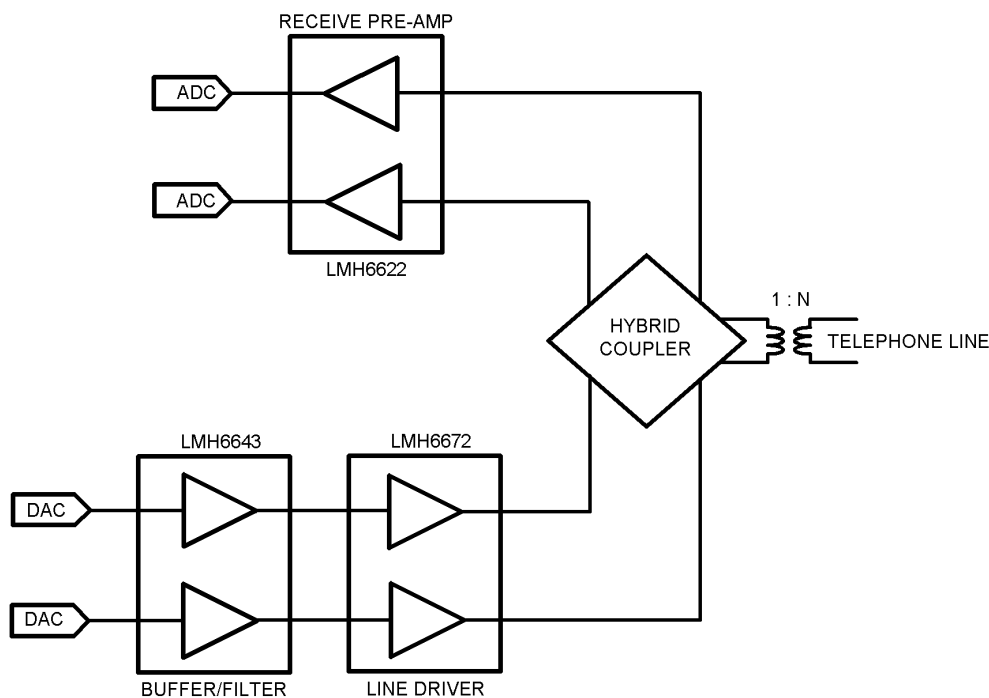 RECEIVE PRE-AMP
ADC
ADC
LMH6622
1 : N
HYBRID
COUPLER
TELEPHONE LINE
LMH6643
LMH6672
DAC
DAC
BUFFER/FILTER
LINE DRIVER